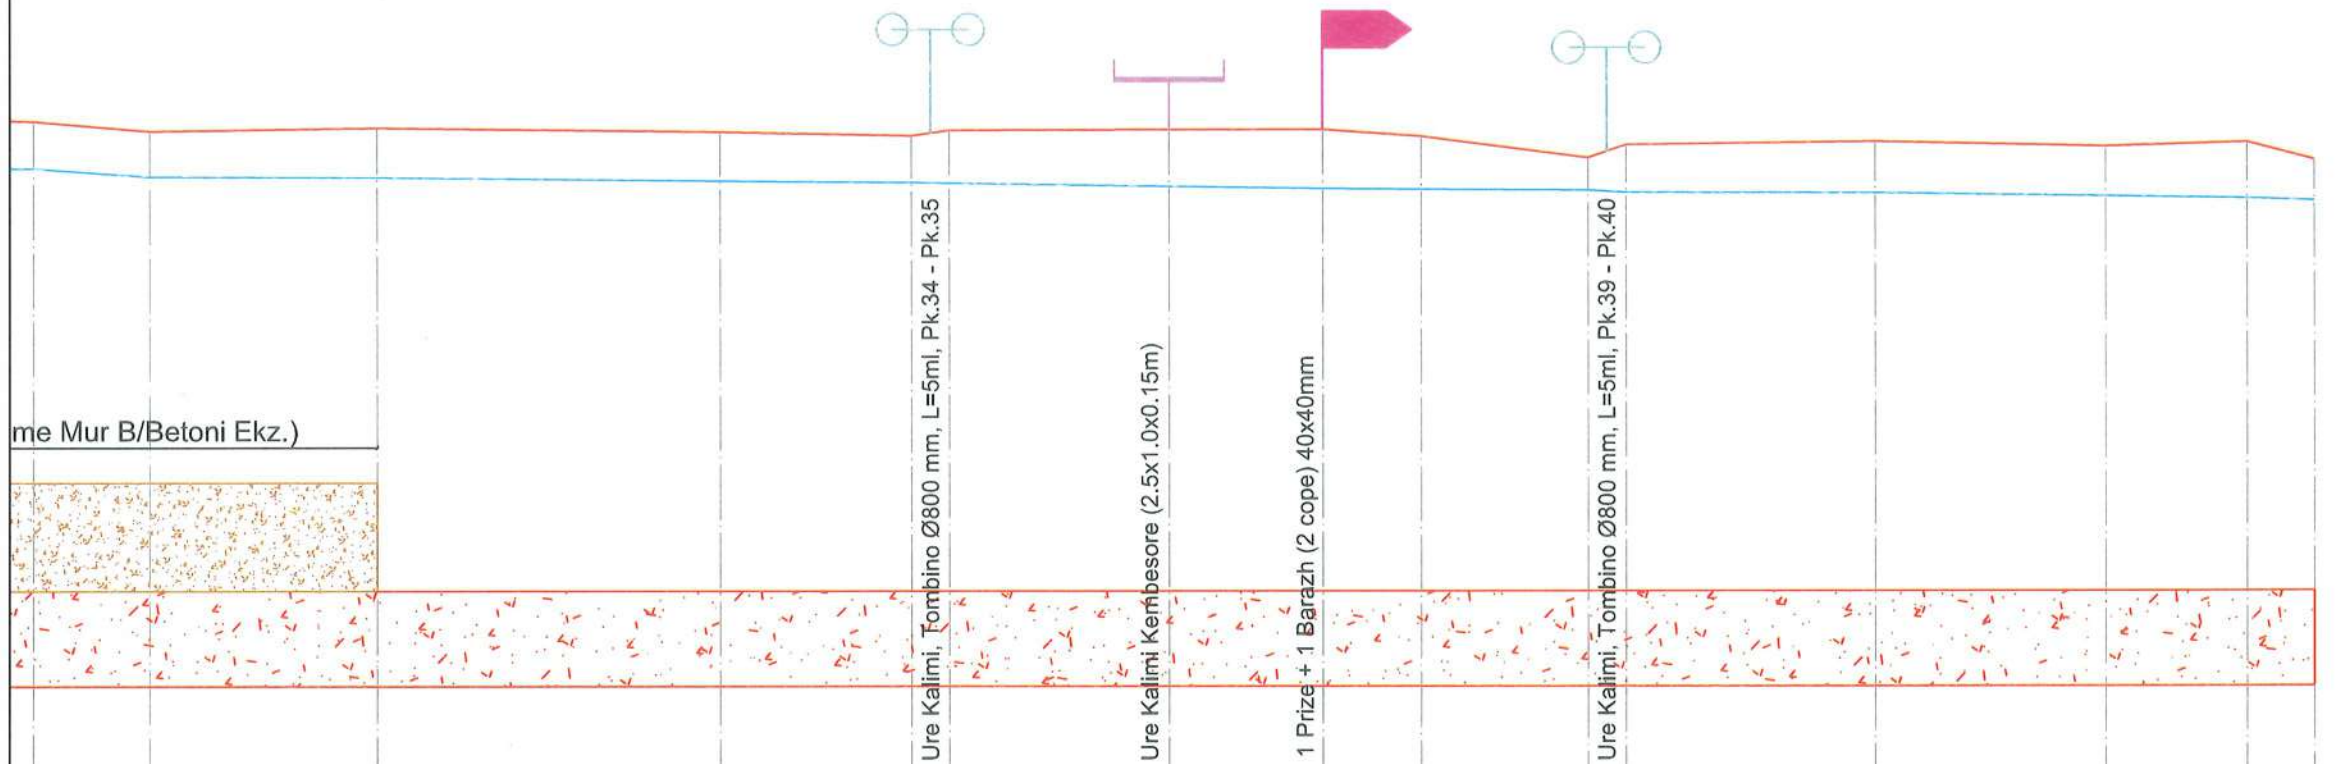 me Mur B/Betoni Ekz.)
Ure Kalimi, Tombino Ø800 mm, L=5ml, Pk.34 - Pk.35
Ure Kalimi Kembesore (2.5x1.0x0.15m)
1 Prize + 1 Barazh (2 cope) 40x40mm
Ure Kalimi, Tombino Ø800 mm, L=5ml, Pk.39 - Pk.40